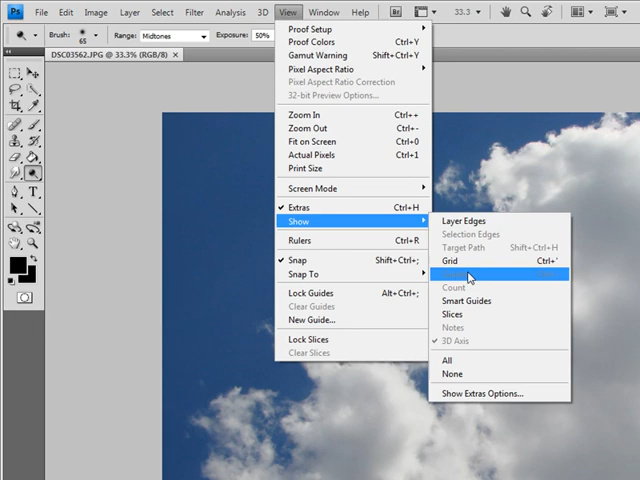 Ps File Edit Image Layer Select Filter Analysis 3D View Window Help Br 33.3
Brush: 65 Range: Midtones Exposure: 50%
DSC03562.JPG @ 33.3% (RGB/8)
Proof Setup
Proof Colors Ctrl+Y
Gamut Warning Shift+Ctrl+Y
Pixel Aspect Ratio
Pixel Aspect Ratio Correction
32-bit Preview Options...
Zoom In Ctrl++
Zoom Out Ctrl+-
Fit on Screen Ctrl+0
Actual Pixels Ctrl+1
Print Size
Screen Mode
Extras Ctrl+H
Show
Rulers Ctrl+R
Snap Shift+Ctrl+;
Snap To
Lock Guides Alt+Ctrl+;
Clear Guides
New Guide...
Lock Slices
Clear Slices
Layer Edges
Selection Edges
Target Path Shift+Ctrl+H
Grid Ctrl+'
Count
Smart Guides
Slices
Notes
3D Axis
All
None
Show Extras Options...